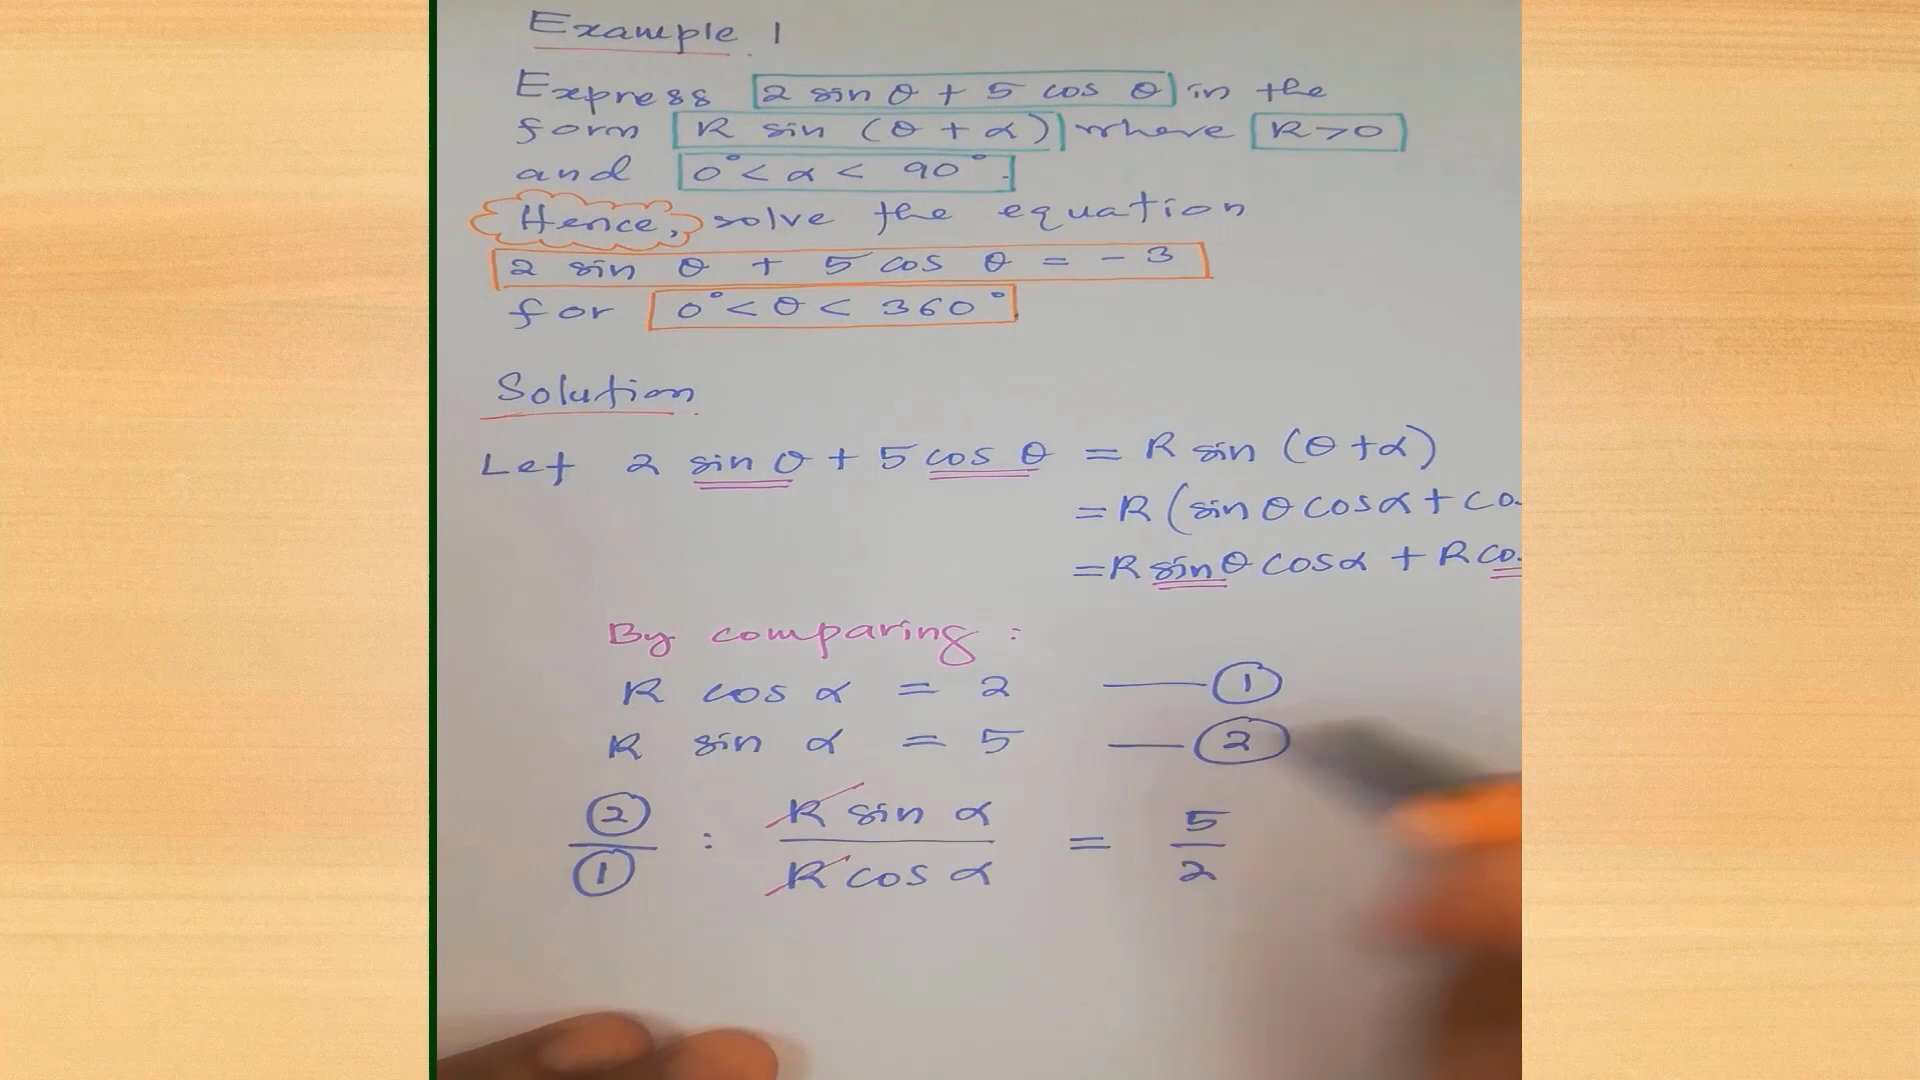 Example 1
Express 2 sin θ + 5 cos θ in the
form R sin (θ + α) where R>0
and 0° < α < 90°.
Hence, solve the equation
2 sin θ + 5 cos θ = - 3
for 0° < θ < 360°.
Solution
Let 2 sin θ + 5 cos θ = R sin (θ + α)
= R (sin θ cos α + co
= R sin θ cos α + R co
By comparing :
R cos α = 2 —— ①
R sin α = 5 —— ②
②/① : R sin α / R cos α = 5/2